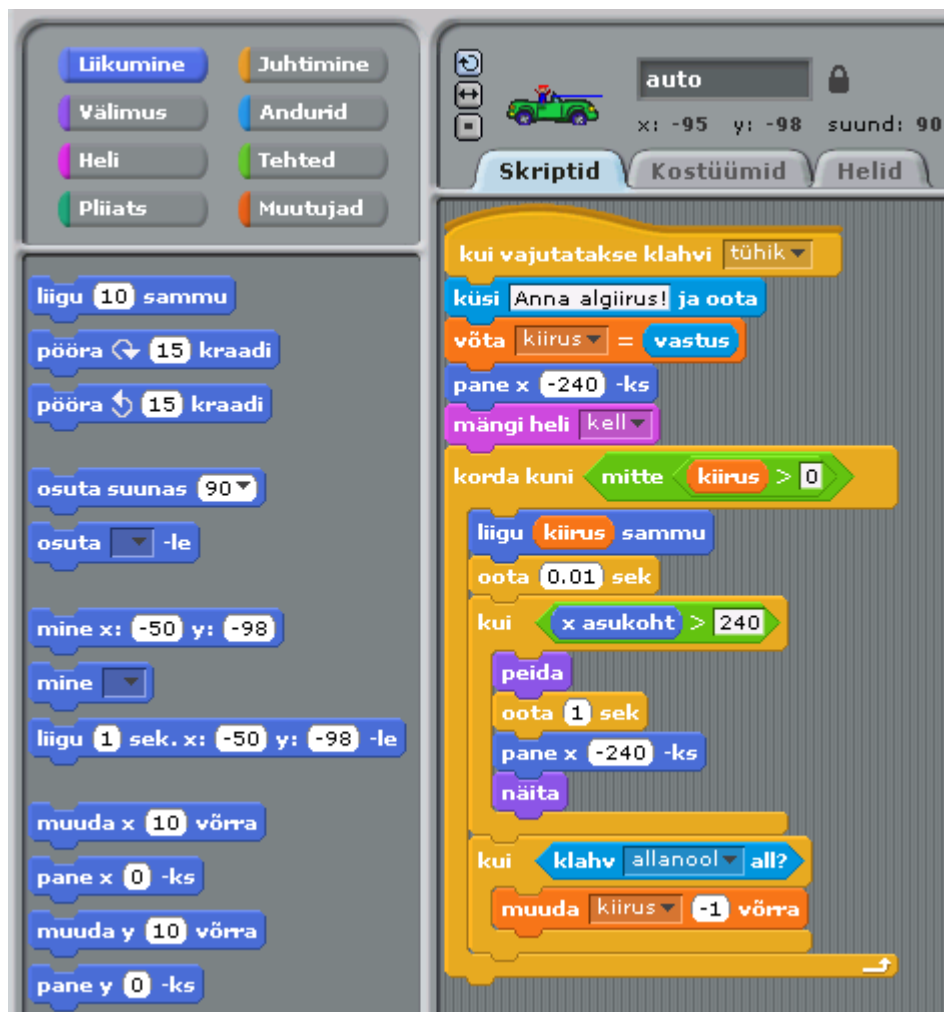 Liikumine
Juhtimine
Välimus
Andurid
Heli
Tehted
Pliiats
Muutujad
liigu 10 sammu
pööra 15 kraadi
pööra 15 kraadi
osuta suunas 90
osuta -le
mine x: -50 y: -98
mine
liigu 1 sek. x: -50 y: -98 -le
muuda x 10 võrra
pane x 0 -ks
muuda y 10 võrra
pane y 0 -ks
auto
x: -95 y: -98 suund: 90
Skriptid
Kostüümid
Helid
kui vajutatakse klahvi tühik
küsi Anna algiirus! ja oota
võta kiirus = vastus
pane x -240 -ks
mängi heli kell
korda kuni mitte kiirus > 0
liigu kiirus sammu
oota 0.01 sek
kui x asukoht > 240
peida
oota 1 sek
pane x -240 -ks
näita
kui klahv allanool all?
muuda kiirus -1 võrra